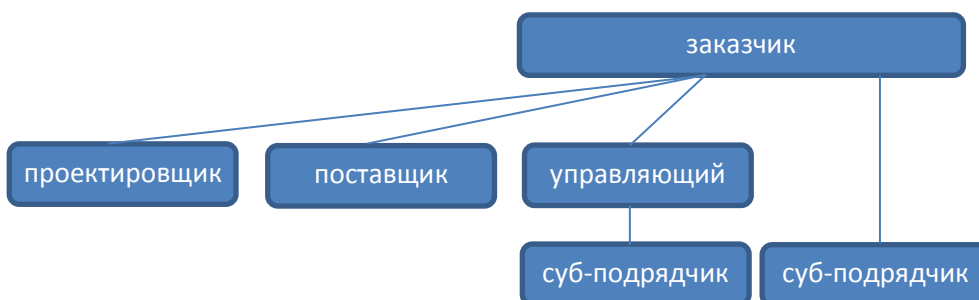 заказчик
проектировщик
поставщик
управляющий
суб-подрядчик
суб-подрядчик